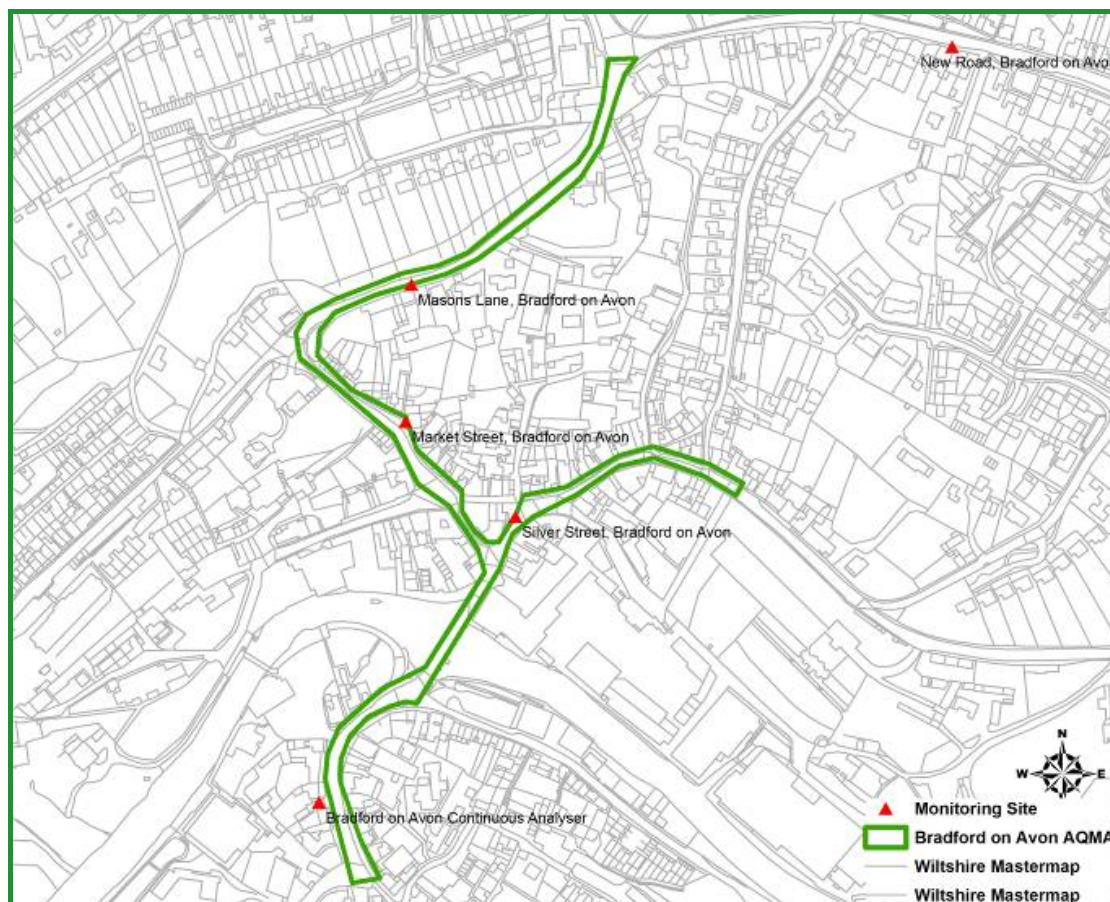 New Road, Bradford on Avo
Masons Lane, Bradford on Avon
Market Street, Bradford on Avon
Silver Street, Bradford on Avon
Bradford on Avon Continuous Analyser
N
W
E
S
Monitoring Site
Bradford on Avon AQMA
Wiltshire Mastermap
Wiltshire Mastermap